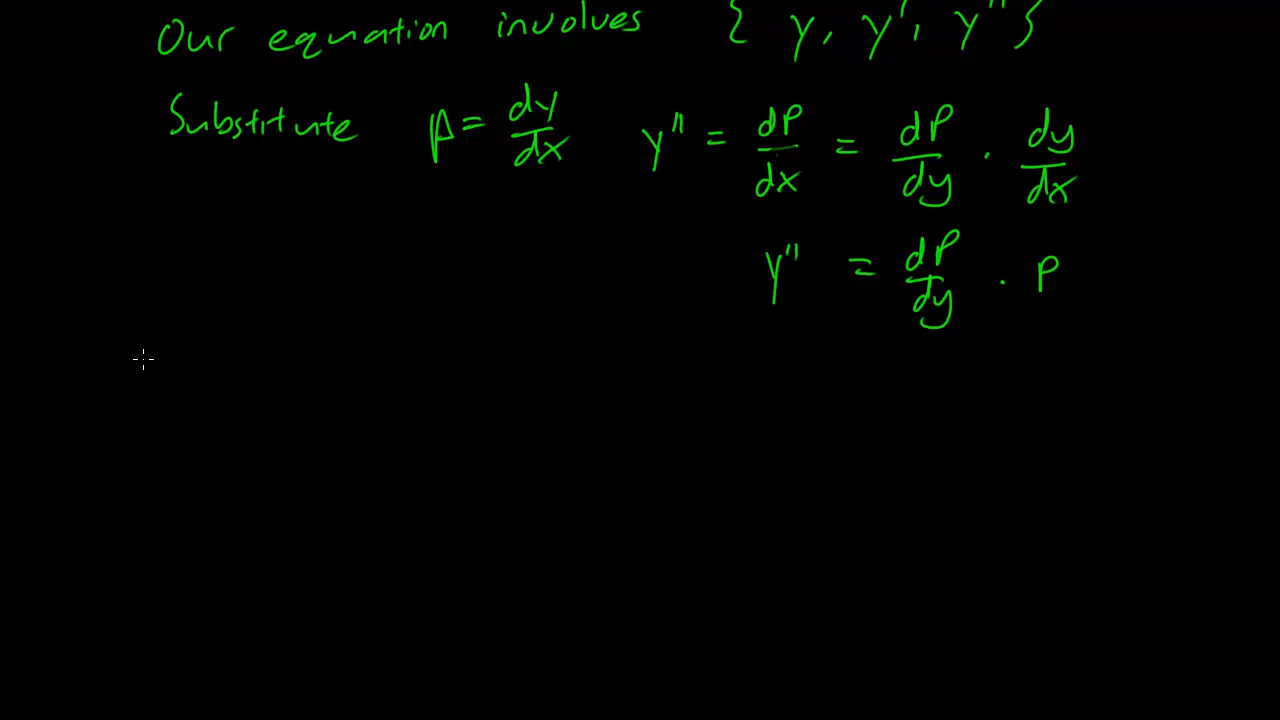 Our equation involves { y, y', y'' }
Substitute p = dy/dx y'' = dP/dx = dP/dy · dy/dx
y'' = dP/dy · P